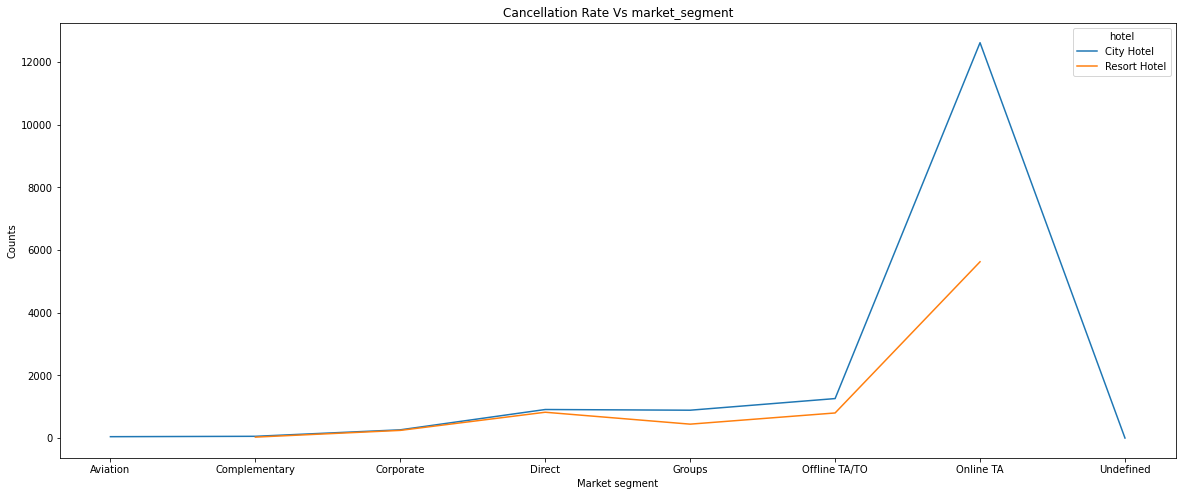 Cancellation Rate Vs market_segment
hotel
City Hotel
Resort Hotel
Counts
12000
10000
8000
6000
4000
2000
0
Aviation
Complementary
Corporate
Direct
Groups
Offline TA/TO
Online TA
Undefined
Market segment